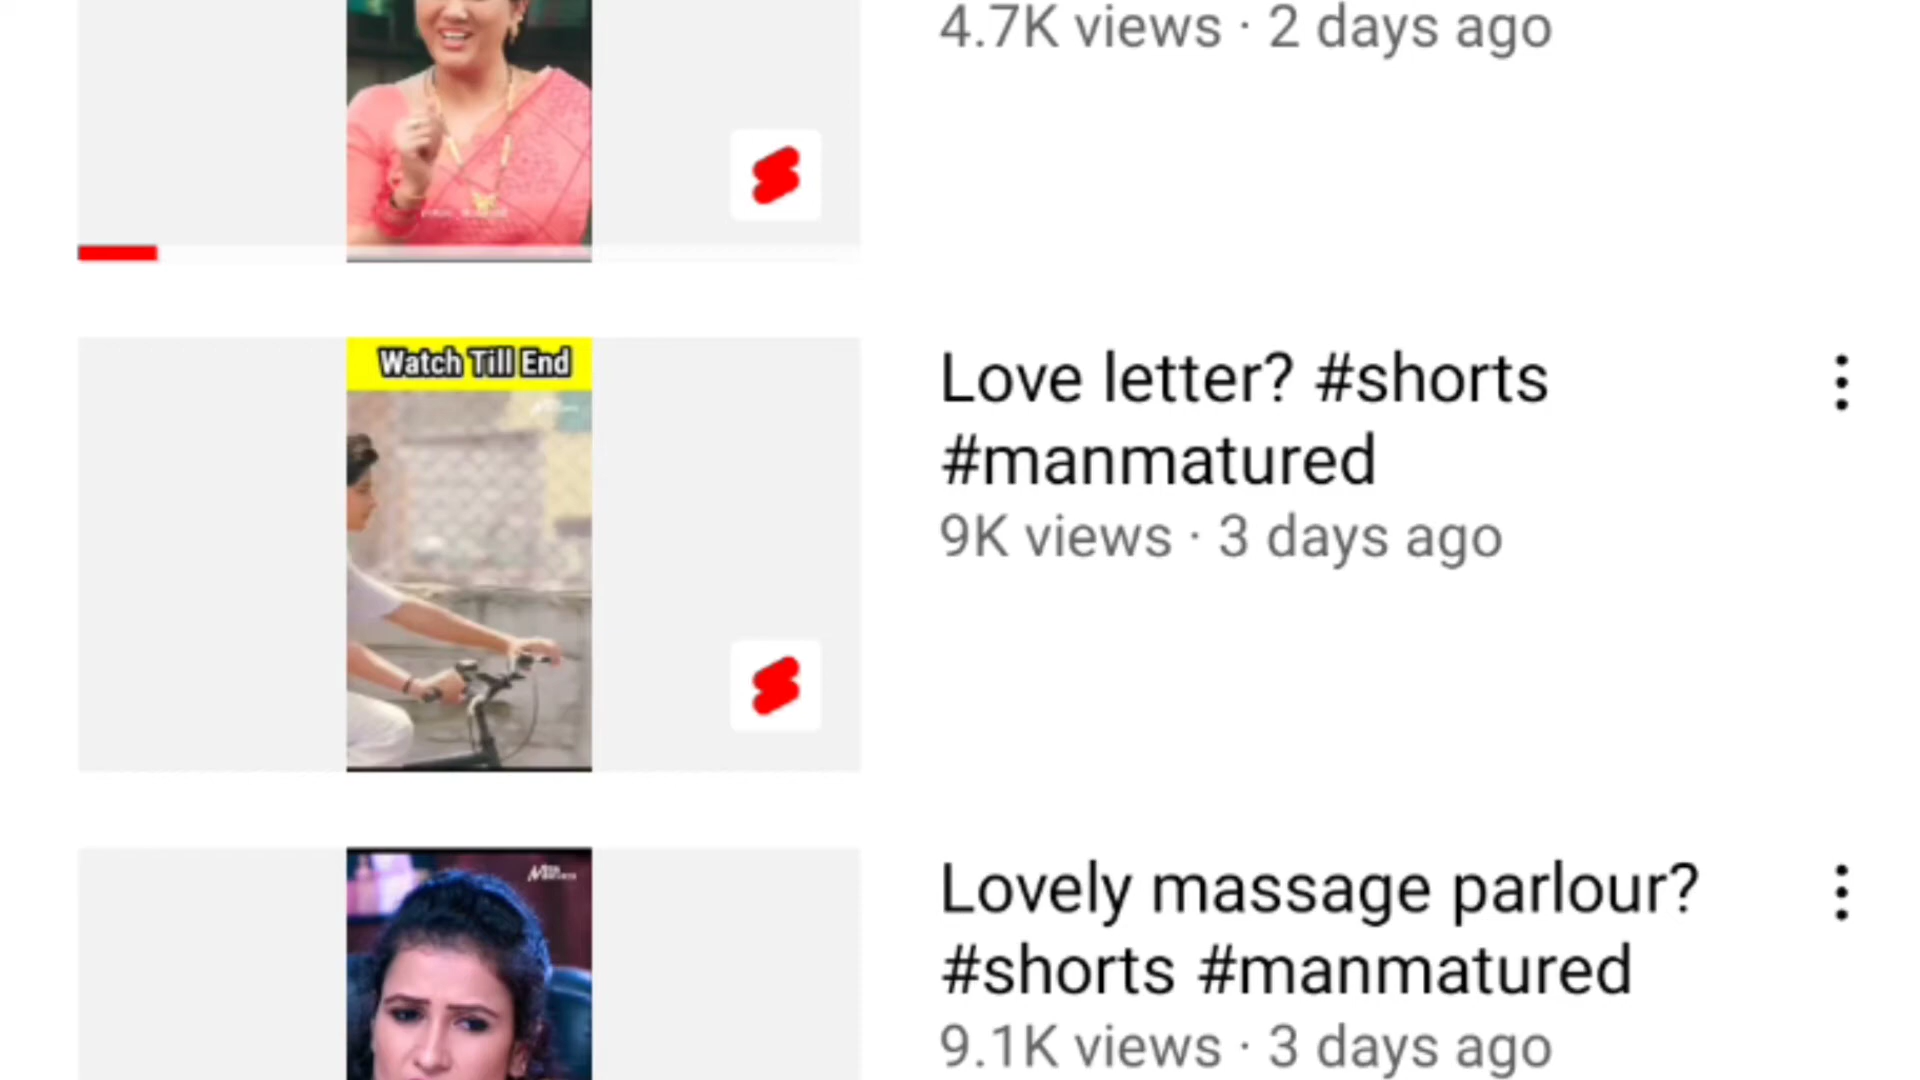 4.7K views · 2 days ago
Watch Till End
Love letter? #shorts
#manmatured
9K views · 3 days ago
Lovely massage parlour?
#shorts #manmatured
9.1K views · 3 days ago